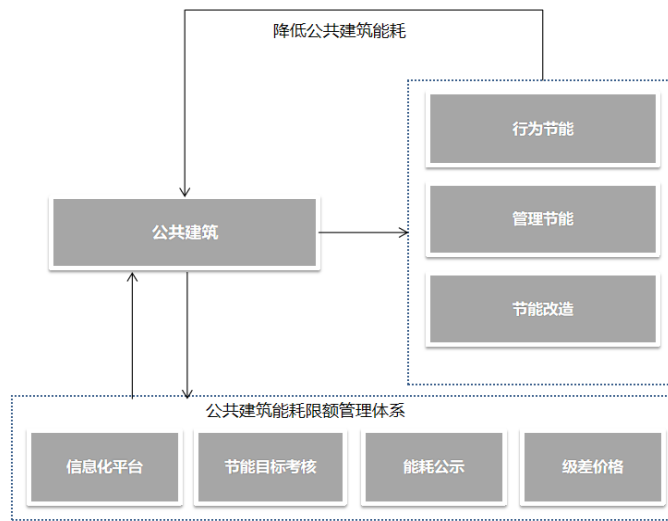 降低公共建筑能耗
行为节能
管理节能
公共建筑
节能改造
公共建筑能耗限额管理体系
信息化平台
节能目标考核
能耗公示
级差价格